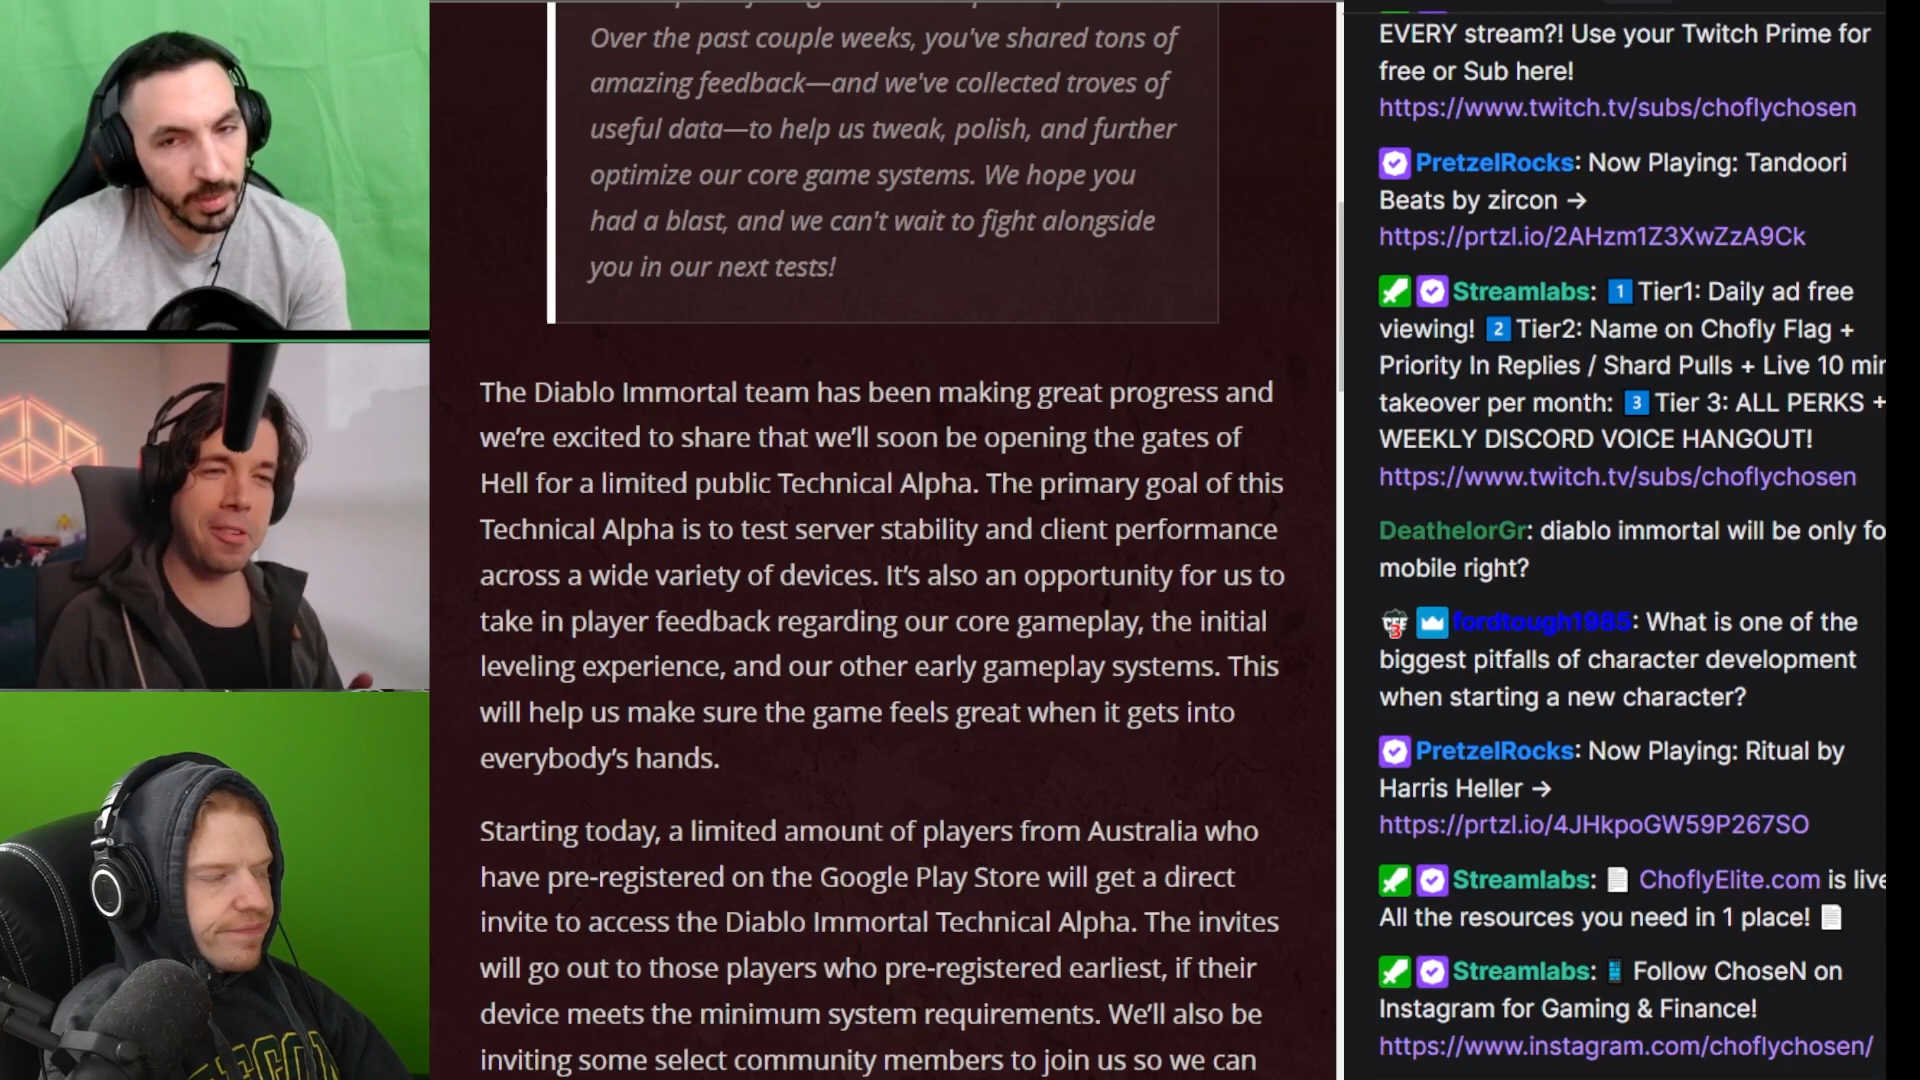 Over the past couple weeks, you've shared tons of
amazing feedback—and we've collected troves of
useful data—to help us tweak, polish, and further
optimize our core game systems. We hope you
had a blast, and we can't wait to fight alongside
you in our next tests!
The Diablo Immortal team has been making great progress and
we’re excited to share that we’ll soon be opening the gates of
Hell for a limited public Technical Alpha. The primary goal of this
Technical Alpha is to test server stability and client performance
across a wide variety of devices. It’s also an opportunity for us to
take in player feedback regarding our core gameplay, the initial
leveling experience, and our other early gameplay systems. This
will help us make sure the game feels great when it gets into
everybody’s hands.
Starting today, a limited amount of players from Australia who
have pre-registered on the Google Play Store will get a direct
invite to access the Diablo Immortal Technical Alpha. The invites
will go out to those players who pre-registered earliest, if their
device meets the minimum system requirements. We’ll also be
inviting some select community members to join us so we can
EVERY stream?! Use your Twitch Prime for
free or Sub here!
https://www.twitch.tv/subs/choflychosen
PretzelRocks: Now Playing: Tandoori
Beats by zircon →
https://prtzl.io/2AHzm1Z3XwZzA9Ck
Streamlabs: 1 Tier1: Daily ad free
viewing! 2 Tier2: Name on Chofly Flag +
Priority In Replies / Shard Pulls + Live 10 min
takeover per month: 3 Tier 3: ALL PERKS +
WEEKLY DISCORD VOICE HANGOUT!
https://www.twitch.tv/subs/choflychosen
DeathelorGr: diablo immortal will be only fo
mobile right?
fordtough1985: What is one of the
biggest pitfalls of character development
when starting a new character?
PretzelRocks: Now Playing: Ritual by
Harris Heller →
https://prtzl.io/4JHkpoGW59P267SO
Streamlabs: ChoflyElite.com is live
All the resources you need in 1 place!
Streamlabs: Follow ChoseN on
Instagram for Gaming & Finance!
https://www.instagram.com/choflychosen/